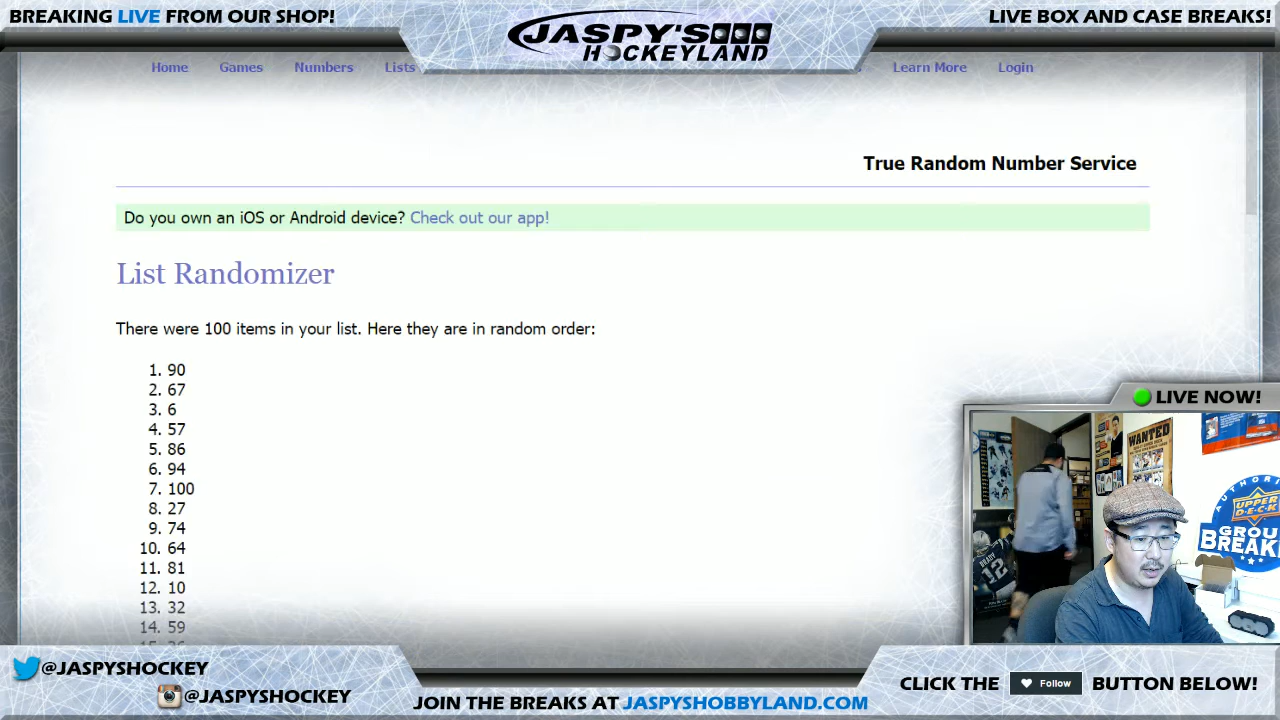 BREAKING LIVE FROM OUR SHOP!
JASPY'S
HOCKEYLAND
LIVE BOX AND CASE BREAKS!
Home Games Numbers Lists Learn More Login
True Random Number Service
Do you own an iOS or Android device? Check out our app!
List Randomizer
There were 100 items in your list. Here they are in random order:
1. 90
2. 67
3. 6
4. 57
5. 86
6. 94
7. 100
8. 27
9. 74
10. 64
11. 81
12. 10
13. 32
14. 59
LIVE NOW!
WANTED
AUTHORI
UPPER
DECK
GROU
BREAK
BRADY
12
@JASPYSHOCKEY
@JASPYSHOCKEY
JOIN THE BREAKS AT JASPYSHOBBYLAND.COM
CLICK THE Follow BUTTON BELOW!